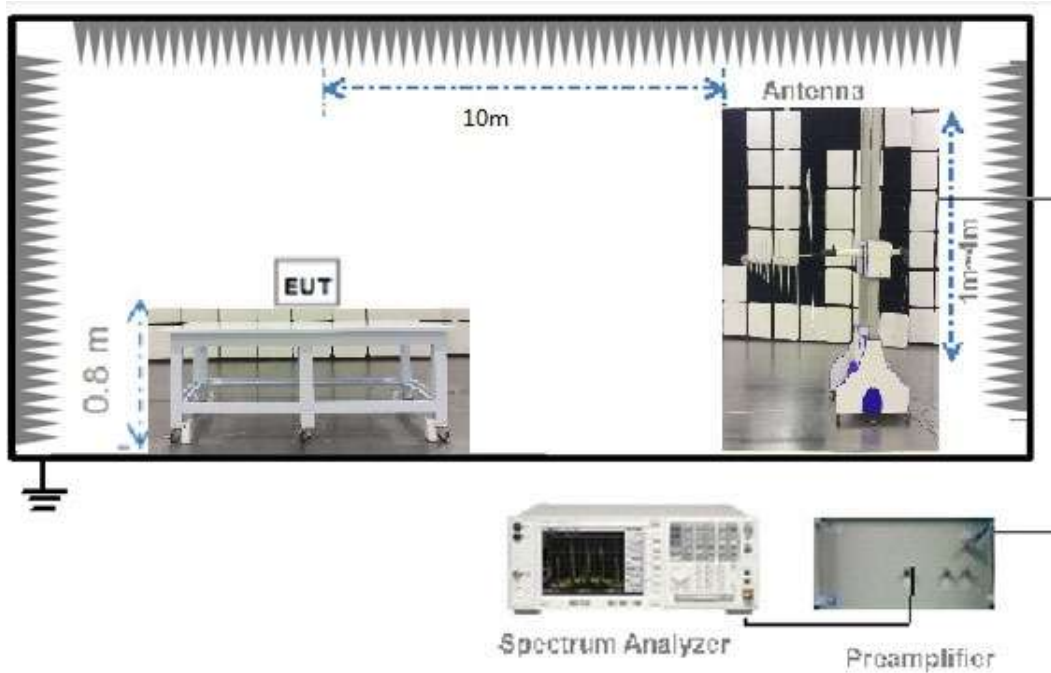 Antenna
10m
1m~4m
EUT
0.8 m
Spectrum Analyzer
Preamplifier